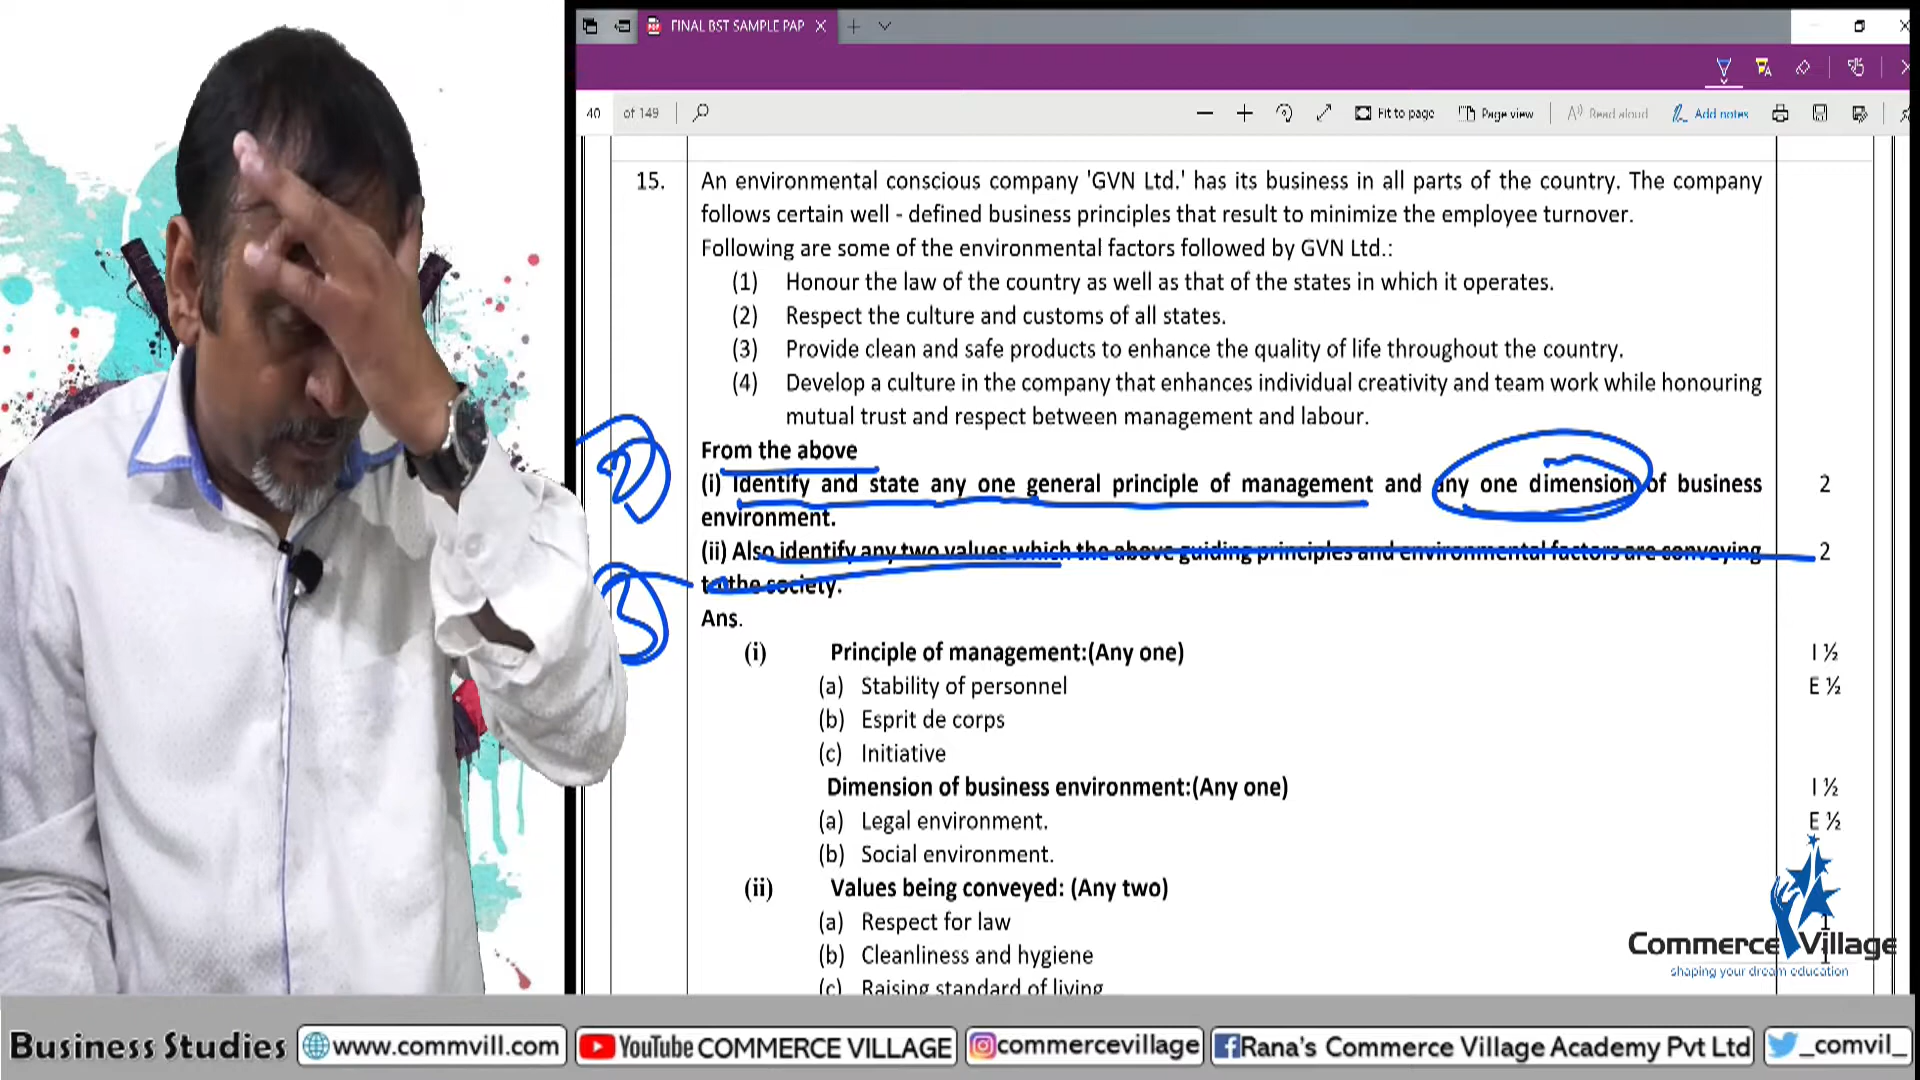 FINAL BST SAMPLE PAP
40 of 149
Fit to page
Page view
Read aloud
Add notes
15. An environmental conscious company 'GVN Ltd.' has its business in all parts of the country. The company
follows certain well - defined business principles that result to minimize the employee turnover.
Following are some of the environmental factors followed by GVN Ltd.:
(1) Honour the law of the country as well as that of the states in which it operates.
(2) Respect the culture and customs of all states.
(3) Provide clean and safe products to enhance the quality of life throughout the country.
(4) Develop a culture in the company that enhances individual creativity and team work while honouring
mutual trust and respect between management and labour.
From the above
(i) Identify and state any one general principle of management and any one dimension of business 2
environment.
(ii) Also identify any two values which the above guiding principles and environmental factors are conveying 2
to the society.
Ans.
(i) Principle of management:(Any one) I ½
(a) Stability of personnel E ½
(b) Esprit de corps
(c) Initiative
Dimension of business environment:(Any one) I ½
(a) Legal environment. E ½
(b) Social environment.
(ii) Values being conveyed: (Any two)
(a) Respect for law 1
(b) Cleanliness and hygiene 1
(c) Raising standard of living
Commerce Village
shaping your dream education
Business Studies
www.commvill.com
YouTube COMMERCE VILLAGE
commercevillage
Rana's Commerce Village Academy Pvt Ltd
_comvil_